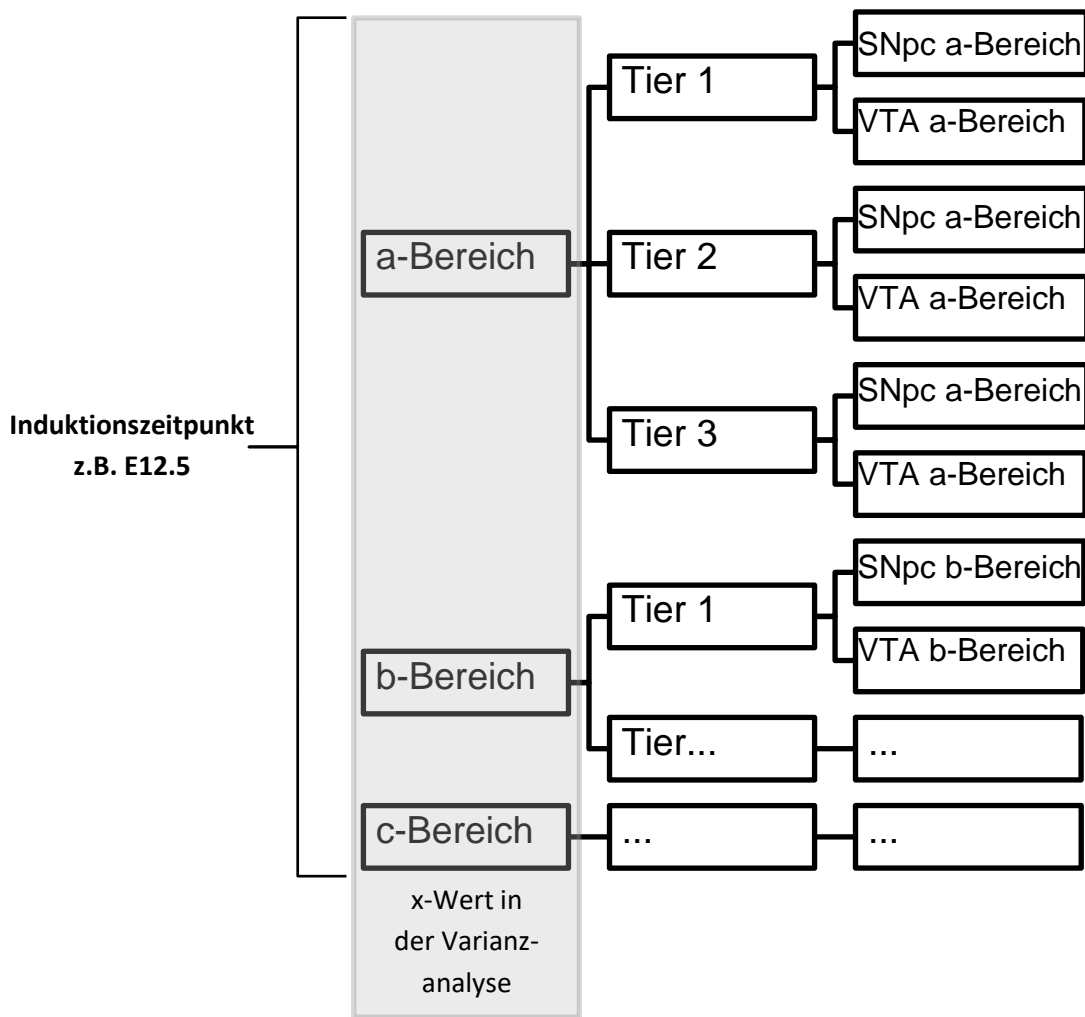 Induktionszeitpunkt
z.B. E12.5
a-Bereich
Tier 1
SNpc a-Bereich
VTA a-Bereich
Tier 2
SNpc a-Bereich
VTA a-Bereich
Tier 3
SNpc a-Bereich
VTA a-Bereich
b-Bereich
Tier 1
SNpc b-Bereich
VTA b-Bereich
Tier...
...
c-Bereich
...
...
x-Wert in
der Varianz-
analyse